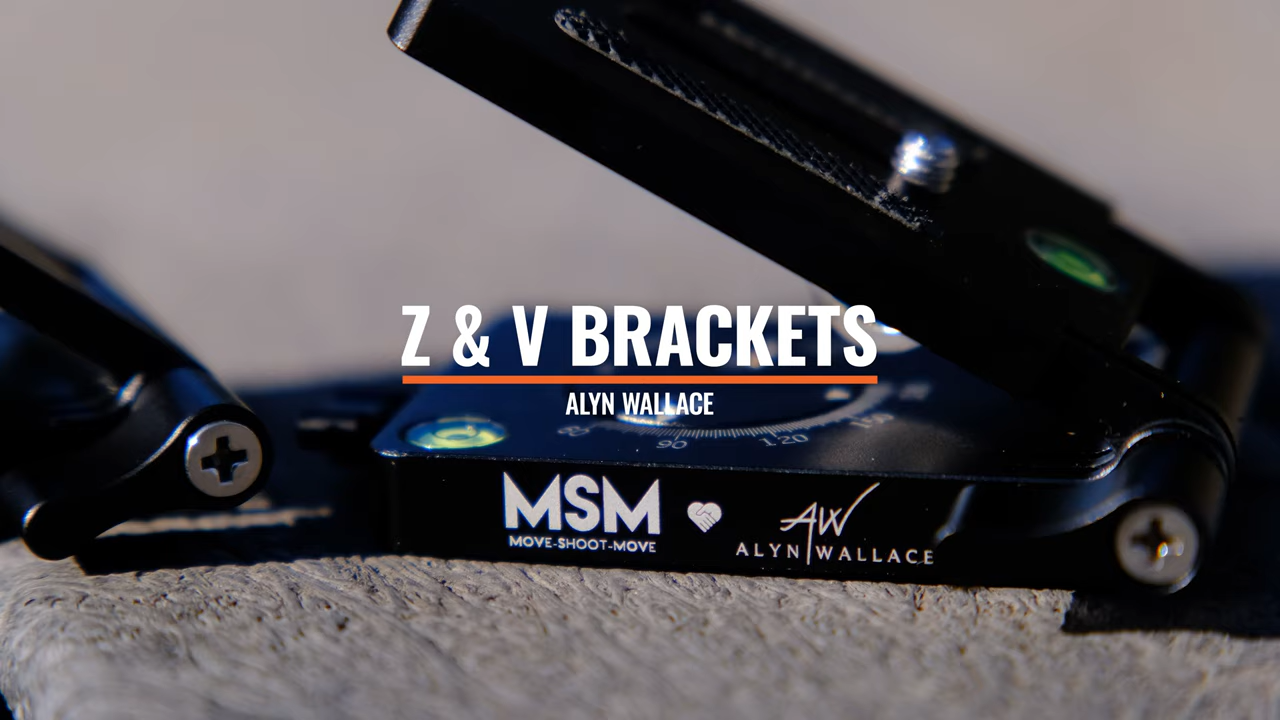 Z & V BRACKETS
ALYN WALLACE
90
120
MSM
MOVE-SHOOT-MOVE
AW
ALYN WALLACE